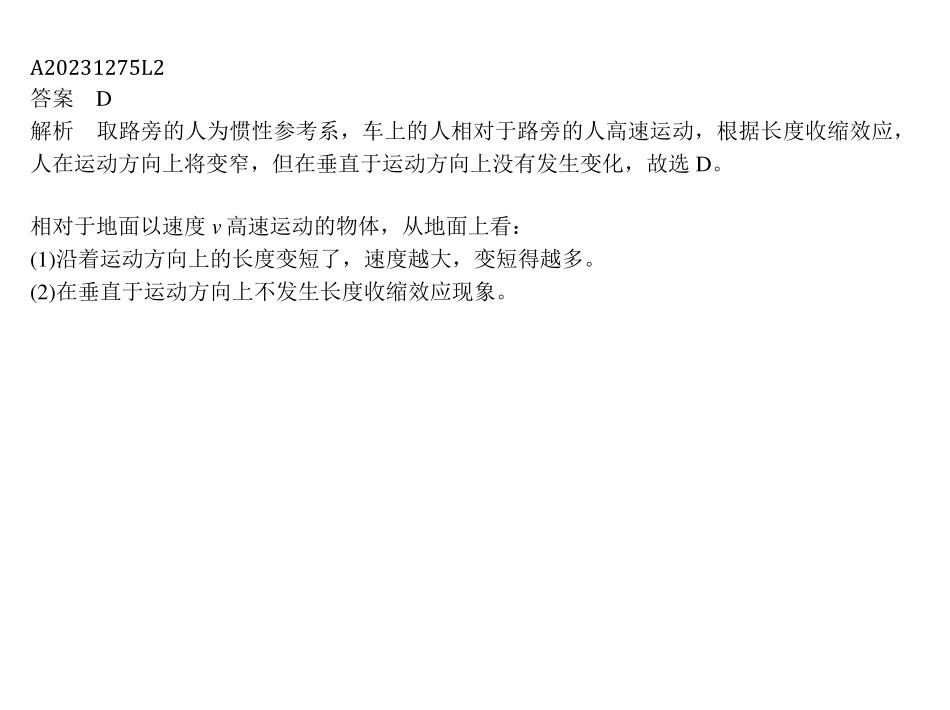 A20231275L2
答案　D
解析　取路旁的人为惯性参考系，车上的人相对于路旁的人高速运动，根据长度收缩效应，
人在运动方向上将变窄，但在垂直于运动方向上没有发生变化，故选 D。
相对于地面以速度 v 高速运动的物体，从地面上看：
(1)沿着运动方向上的长度变短了，速度越大，变短得越多。
(2)在垂直于运动方向上不发生长度收缩效应现象。